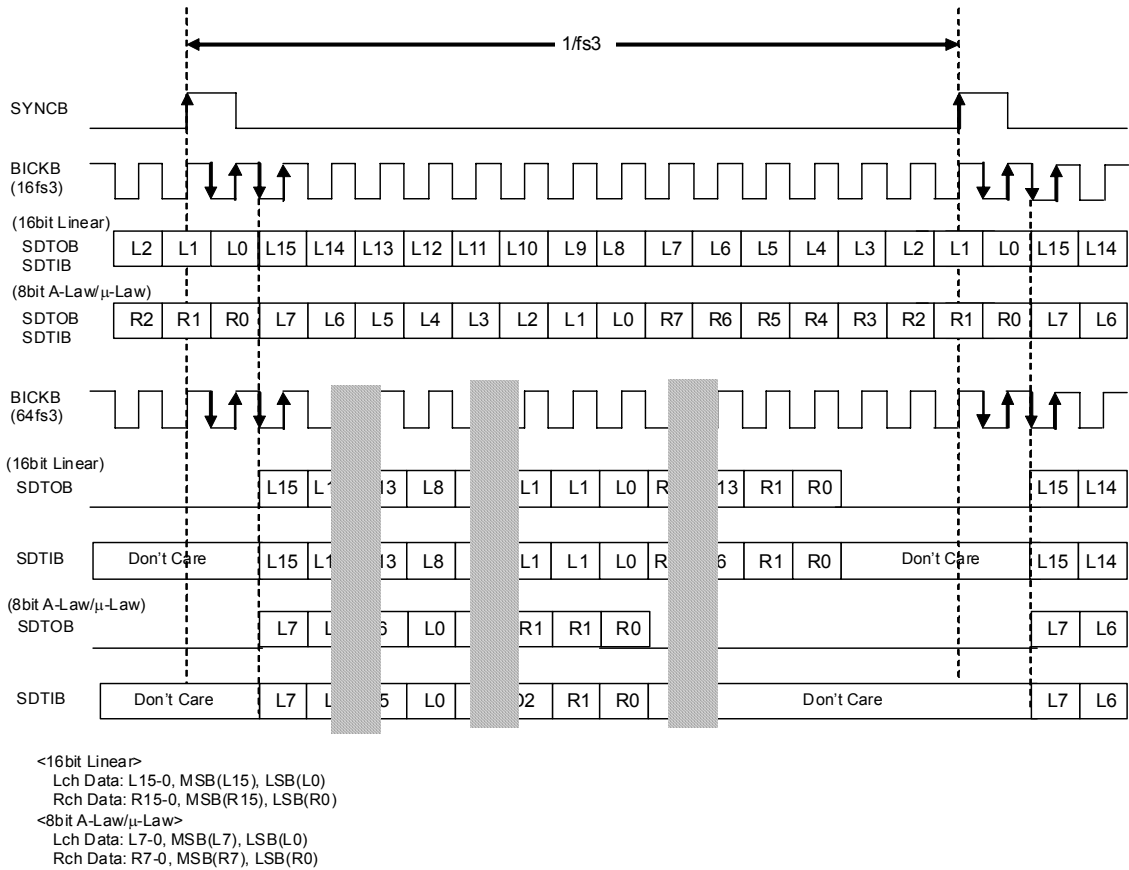 1/fs3
SYNCB
BICKB
(16fs3)
(16bit Linear)
SDTOB L2 L1 L0 L15 L14 L13 L12 L11 L10 L9 L8 L7 L6 L5 L4 L3 L2 L1 L0 L15 L14
SDTIB
(8bit A-Law/μ-Law)
SDTOB R2 R1 R0 L7 L6 L5 L4 L3 L2 L1 L0 R7 R6 R5 R4 R3 R2 R1 R0 L7 L6
SDTIB
BICKB
(64fs3)
(16bit Linear)
SDTOB L15 L8 L1 L1 L0 R1 R0 L15 L14
SDTIB Don't Care L15 L8 L1 L1 L0 R1 R0 Don't Care L15 L14
(8bit A-Law/μ-Law)
SDTOB L7 L0 R1 R1 R0 L7 L6
SDTIB Don't Care L7 L0 R1 R0 Don't Care L7 L6
<16bit Linear>
Lch Data: L15-0, MSB(L15), LSB(L0)
Rch Data: R15-0, MSB(R15), LSB(R0)
<8bit A-Law/μ-Law>
Lch Data: L7-0, MSB(L7), LSB(L0)
Rch Data: R7-0, MSB(R7), LSB(R0)